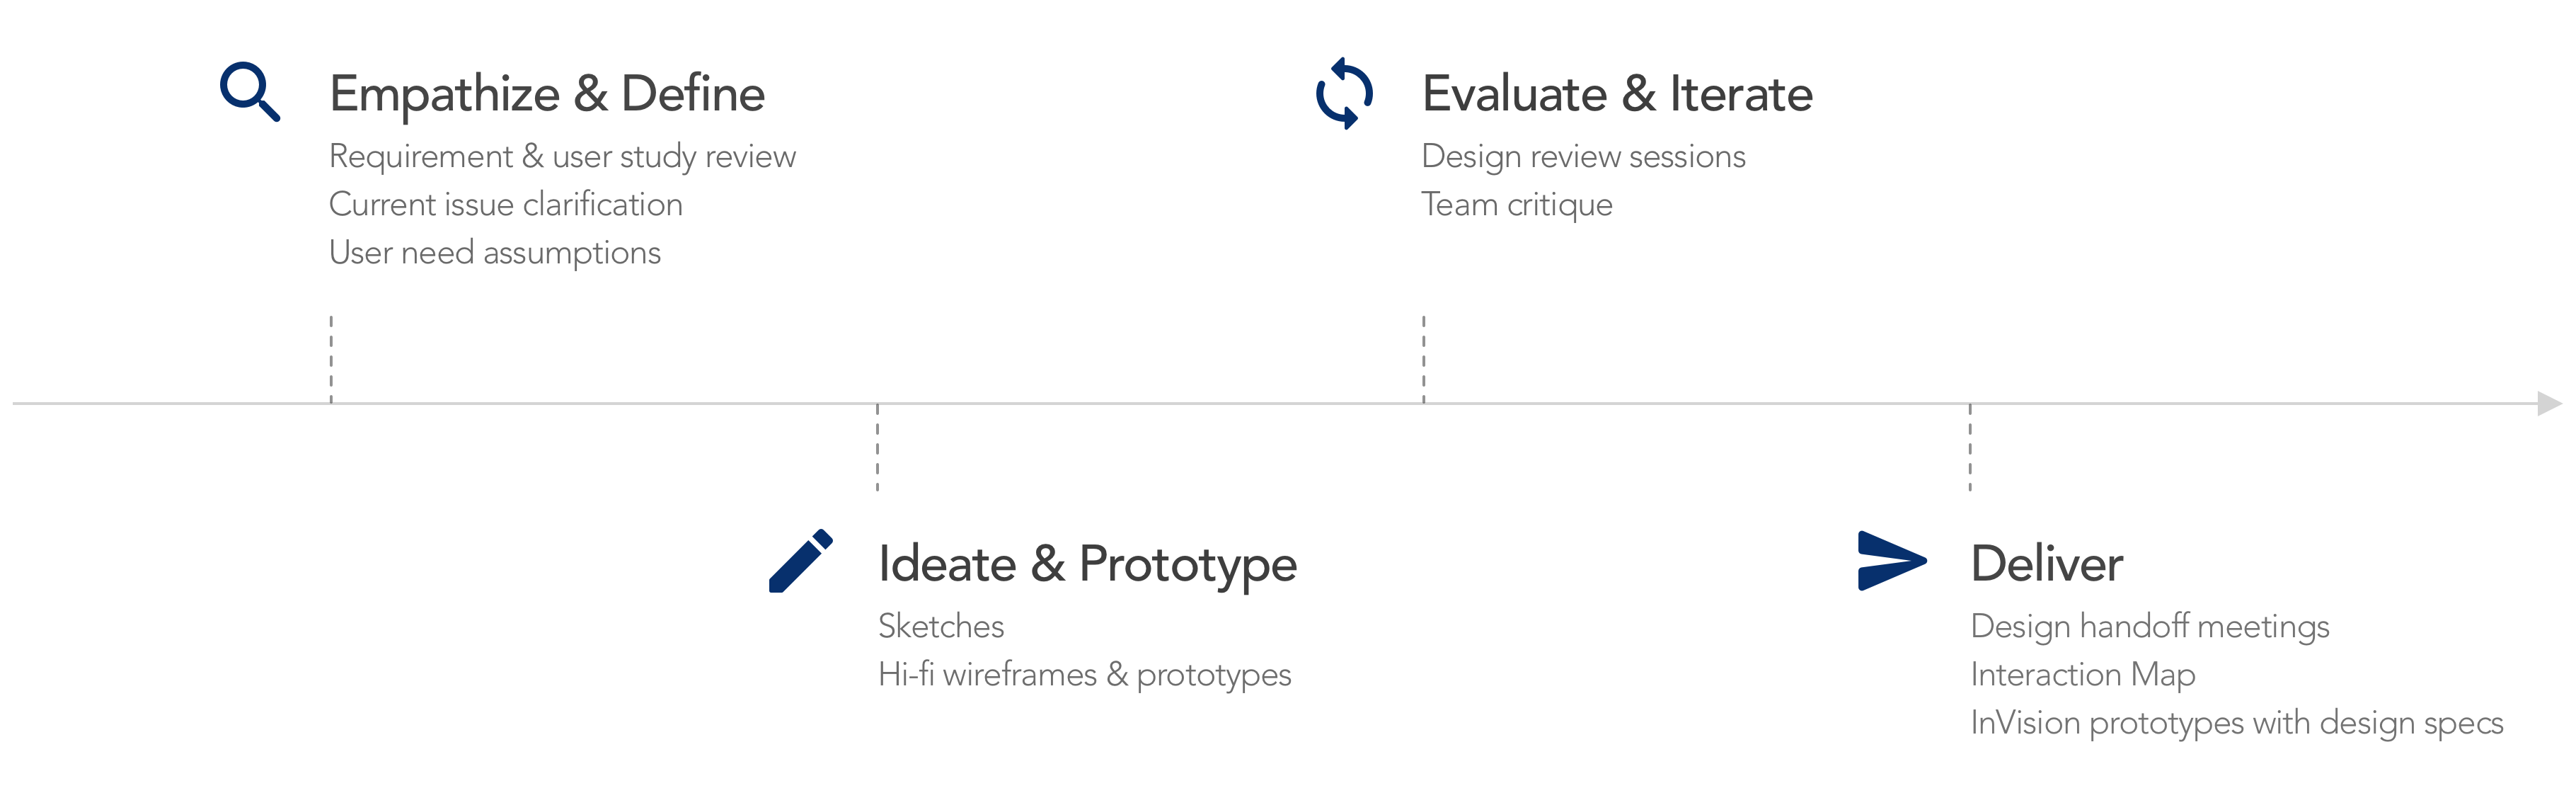 Empathize & Define
Requirement & user study review
Current issue clarification
User need assumptions
Ideate & Prototype
Sketches
Hi-fi wireframes & prototypes
Evaluate & Iterate
Design review sessions
Team critique
Deliver
Design handoff meetings
Interaction Map
InVision prototypes with design specs